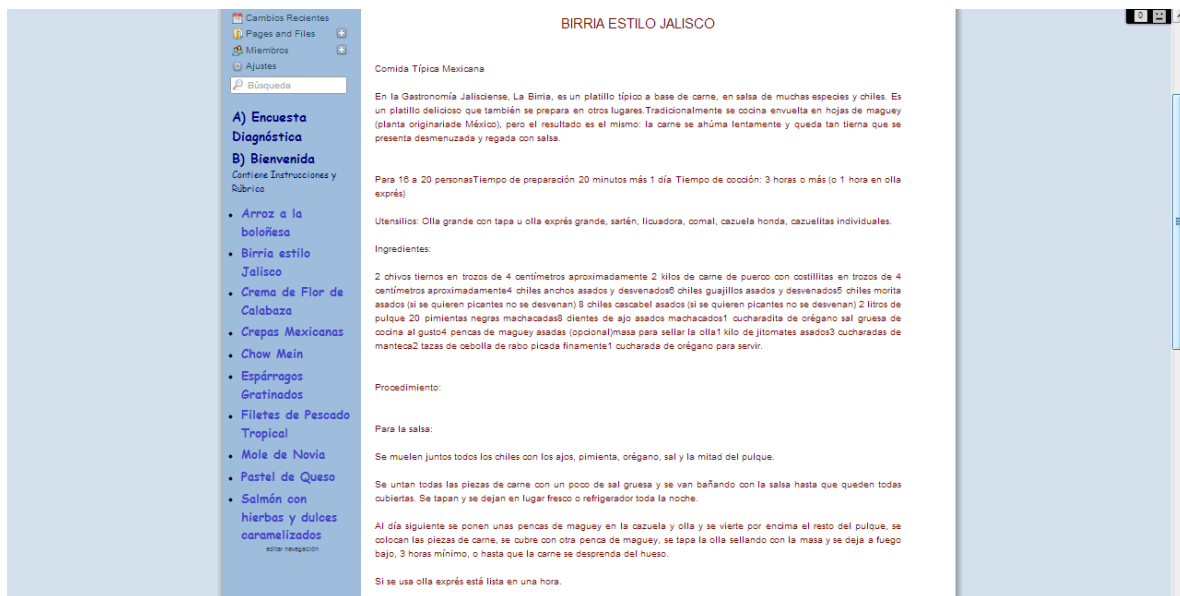 Cambios Recientes
Pages and Files
Miembros
Ajustes
Búsqueda
A) Encuesta
Diagnóstica
B) Bienvenida
Contiene Instrucciones y
Rúbrica
Arroz a la
boloñesa
Birria estilo
Jalisco
Crema de Flor de
Calabaza
Crepas Mexicanas
Chow Mein
Espárragos
Gratinados
Filetes de Pescado
Tropical
Mole de Novia
Pastel de Queso
Salmón con
hierbas y dulces
caramelizados
editar navegación
BIRRIA ESTILO JALISCO
Comida Típica Mexicana
En la Gastronomía Jalisciense, La Birria, es un platillo típico a base de carne, en salsa de muchas especies y chiles. Es
un platillo delicioso que también se prepara en otros lugares.Tradicionalmente se cocina envuelta en hojas de maguey
(planta originariade México), pero el resultado es el mismo: la carne se ahúma lentamente y queda tan tierna que se
presenta desmenuzada y regada con salsa.
Para 16 a 20 personasTiempo de preparación 20 minutos más 1 día Tiempo de cocción: 3 horas o más (o 1 hora en olla
exprés)
Utensilios: Olla grande con tapa u olla exprés grande, sartén, licuadora, comal, cazuela honda, cazuelitas individuales.
Ingredientes:
2 chivos tiernos en trozos de 4 centímetros aproximadamente 2 kilos de carne de puerco con costillitas en trozos de 4
centímetros aproximadamente4 chiles anchos asados y desvenados6 chiles guajillos asados y desvenados5 chiles morita
asados (si se quieren picantes no se desvenan) 8 chiles cascabel asados (si se quieren picantes no se desvenan) 2 litros de
pulque 20 pimientas negras machacadas8 dientes de ajo asados machacados1 cucharadita de orégano sal gruesa de
cocina al gusto4 pencas de maguey asadas (opcional)masa para sellar la olla1 kilo de jitomates asados3 cucharadas de
manteca2 tazas de cebolla de rabo picada finamente1 cucharada de orégano para servir.
Procedimiento:
Para la salsa:
Se muelen juntos todos los chiles con los ajos, pimienta, orégano, sal y la mitad del pulque.
Se untan todas las piezas de carne con un poco de sal gruesa y se van bañando con la salsa hasta que queden todas
cubiertas. Se tapan y se dejan en lugar fresco o refrigerador toda la noche.
Al día siguiente se ponen unas pencas de maguey en la cazuela y olla y se vierte por encima el resto del pulque, se
colocan las piezas de carne, se cubre con otra penca de maguey, se tapa la olla sellando con la masa y se deja a fuego
bajo, 3 horas mínimo, o hasta que la carne se desprenda del hueso.
Si se usa olla exprés está lista en una hora.
0